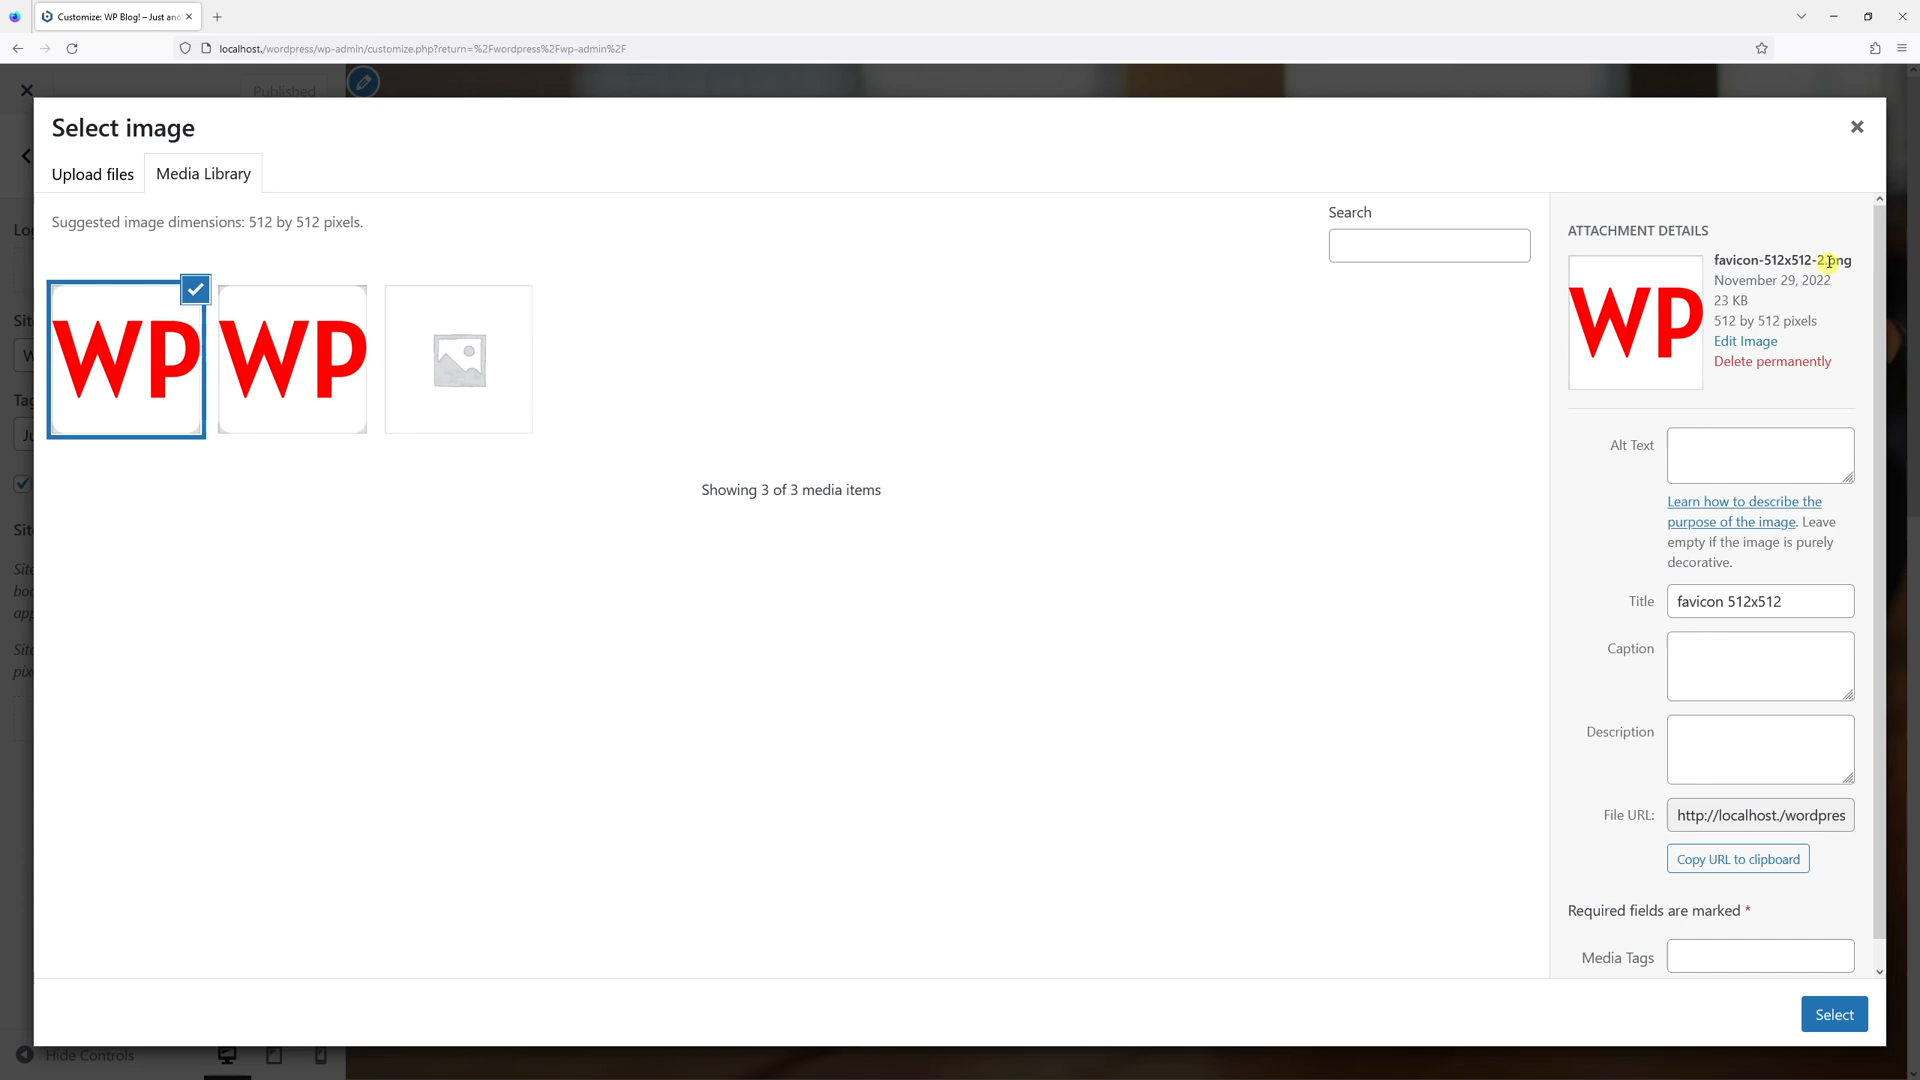 Customize: WP Blog! – Just ano
localhost./wordpress/wp-admin/customize.php?return=%2Fwordpress%2Fwp-admin%2F
Published
Select image
Upload files
Media Library
Suggested image dimensions: 512 by 512 pixels.
Search
WP
WP
Showing 3 of 3 media items
ATTACHMENT DETAILS
WP
favicon-512x512-2.png
November 29, 2022
23 KB
512 by 512 pixels
Edit Image
Delete permanently
Alt Text
Learn how to describe the
purpose of the image. Leave
empty if the image is purely
decorative.
Title
favicon 512x512
Caption
Description
File URL:
http://localhost./wordpres
Copy URL to clipboard
Required fields are marked *
Media Tags
Select
Hide Controls